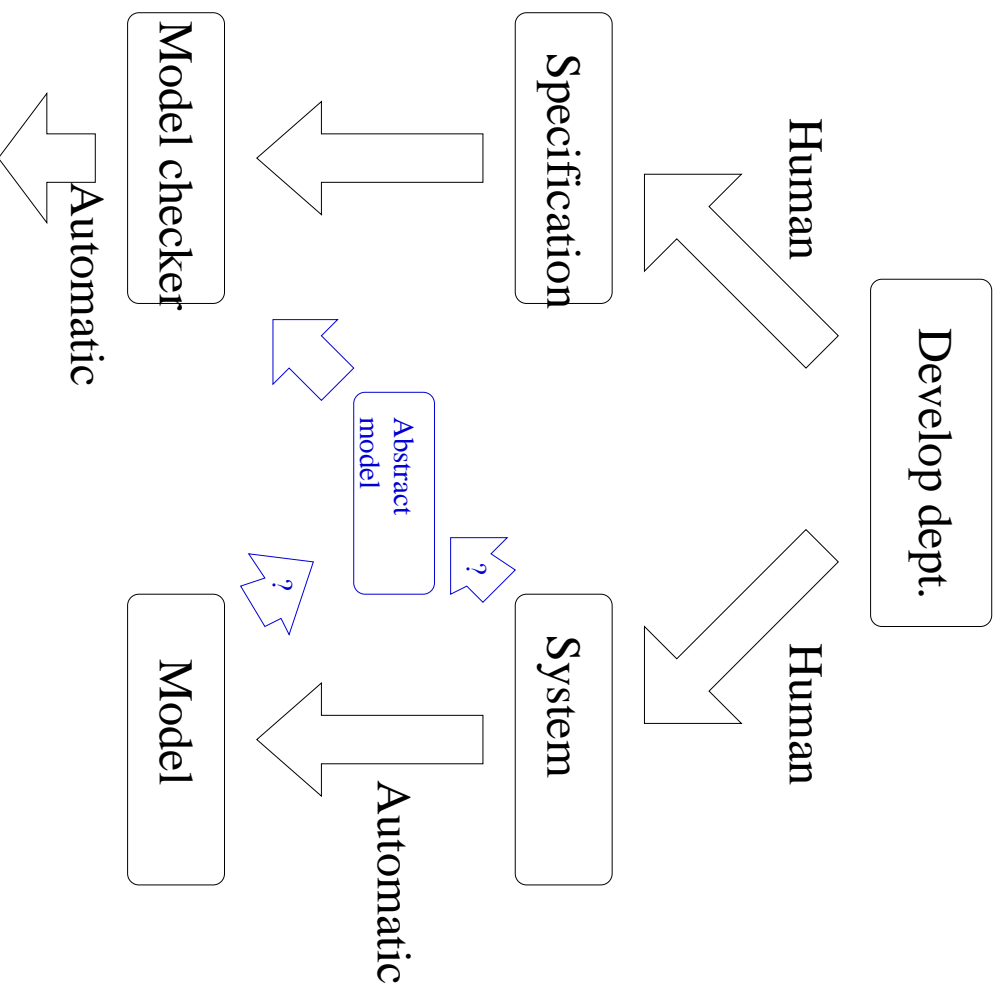 Develop dept.
Human
Human
Specification
System
Automatic
?
Abstract
model
?
Model checker
Model
Automatic